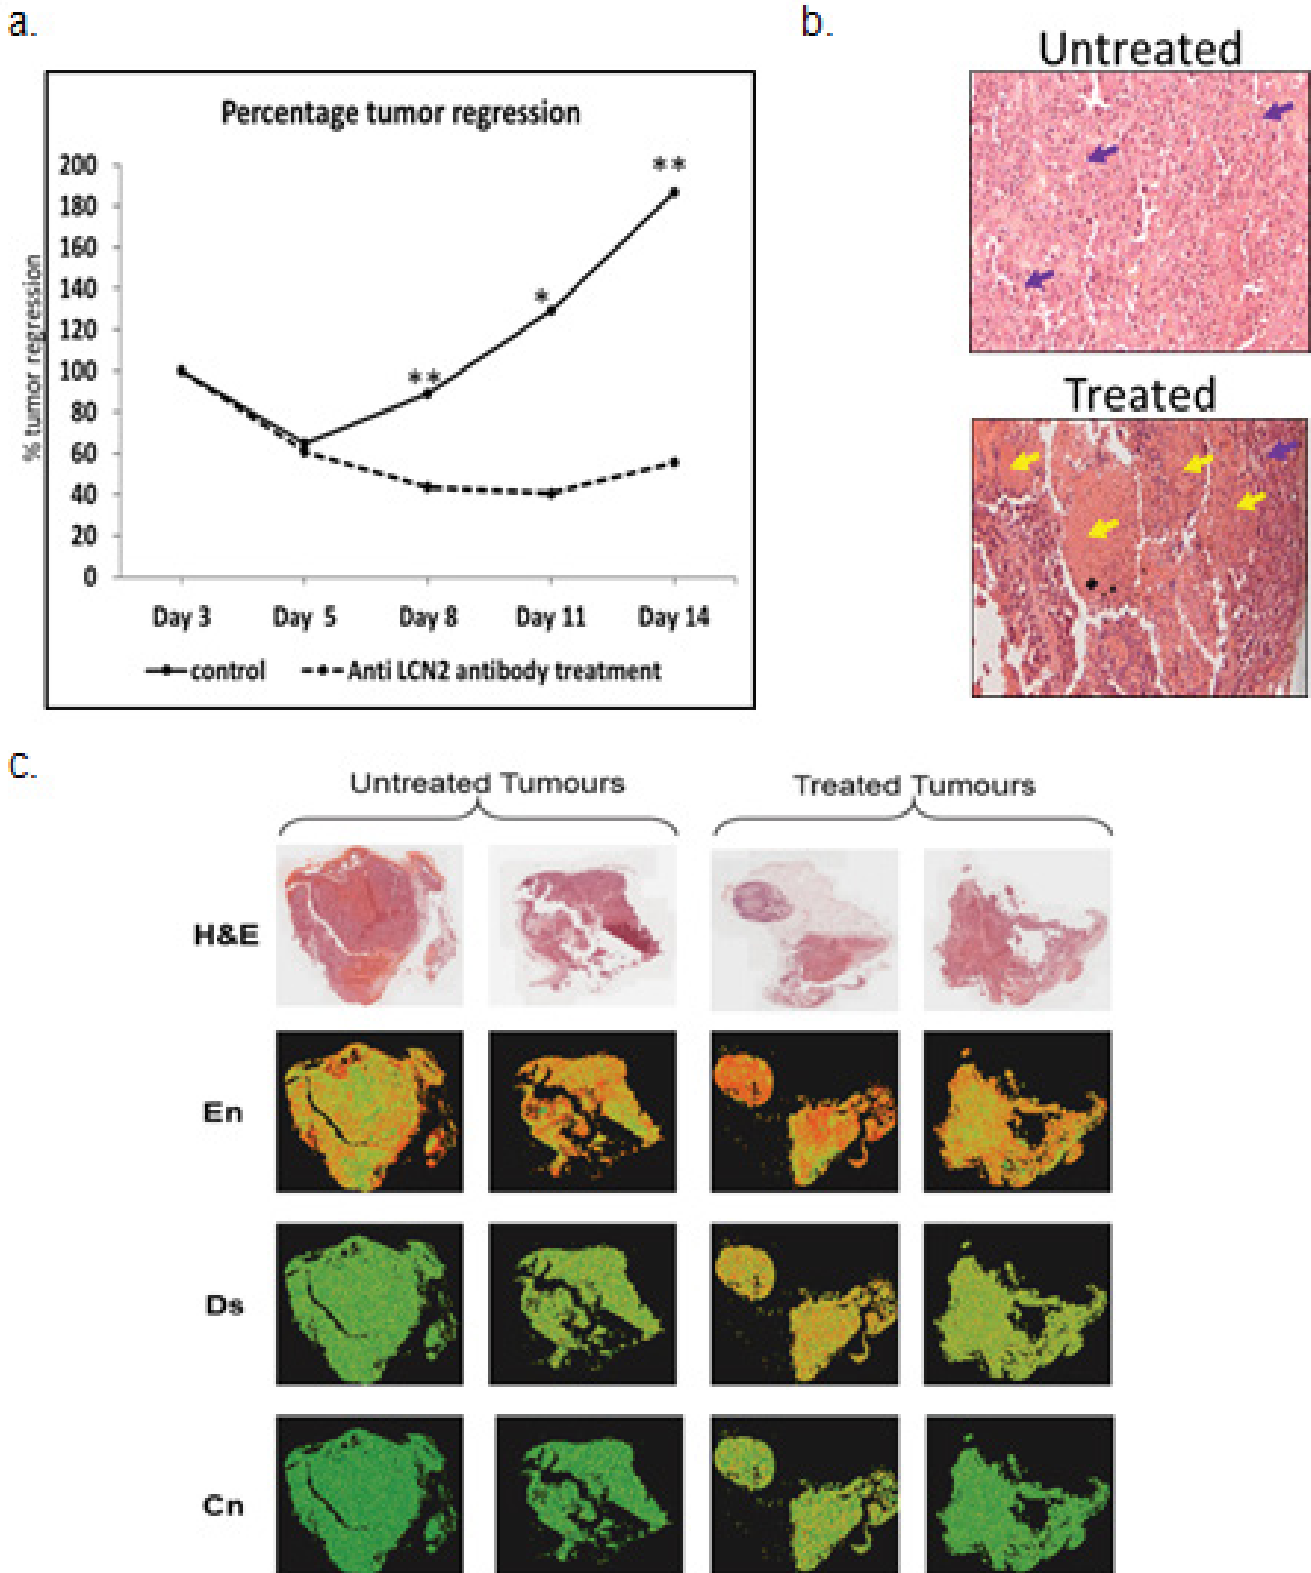 a.
Percentage tumor regression
% tumor regression
200
180
160
140
120
100
80
60
40
20
0
**
*
**
Day 3 Day 5 Day 8 Day 11 Day 14
control Anti LCN2 antibody treatment
b.
Untreated
Treated
c.
Untreated Tumours Treated Tumours
H&E
En
Ds
Cn